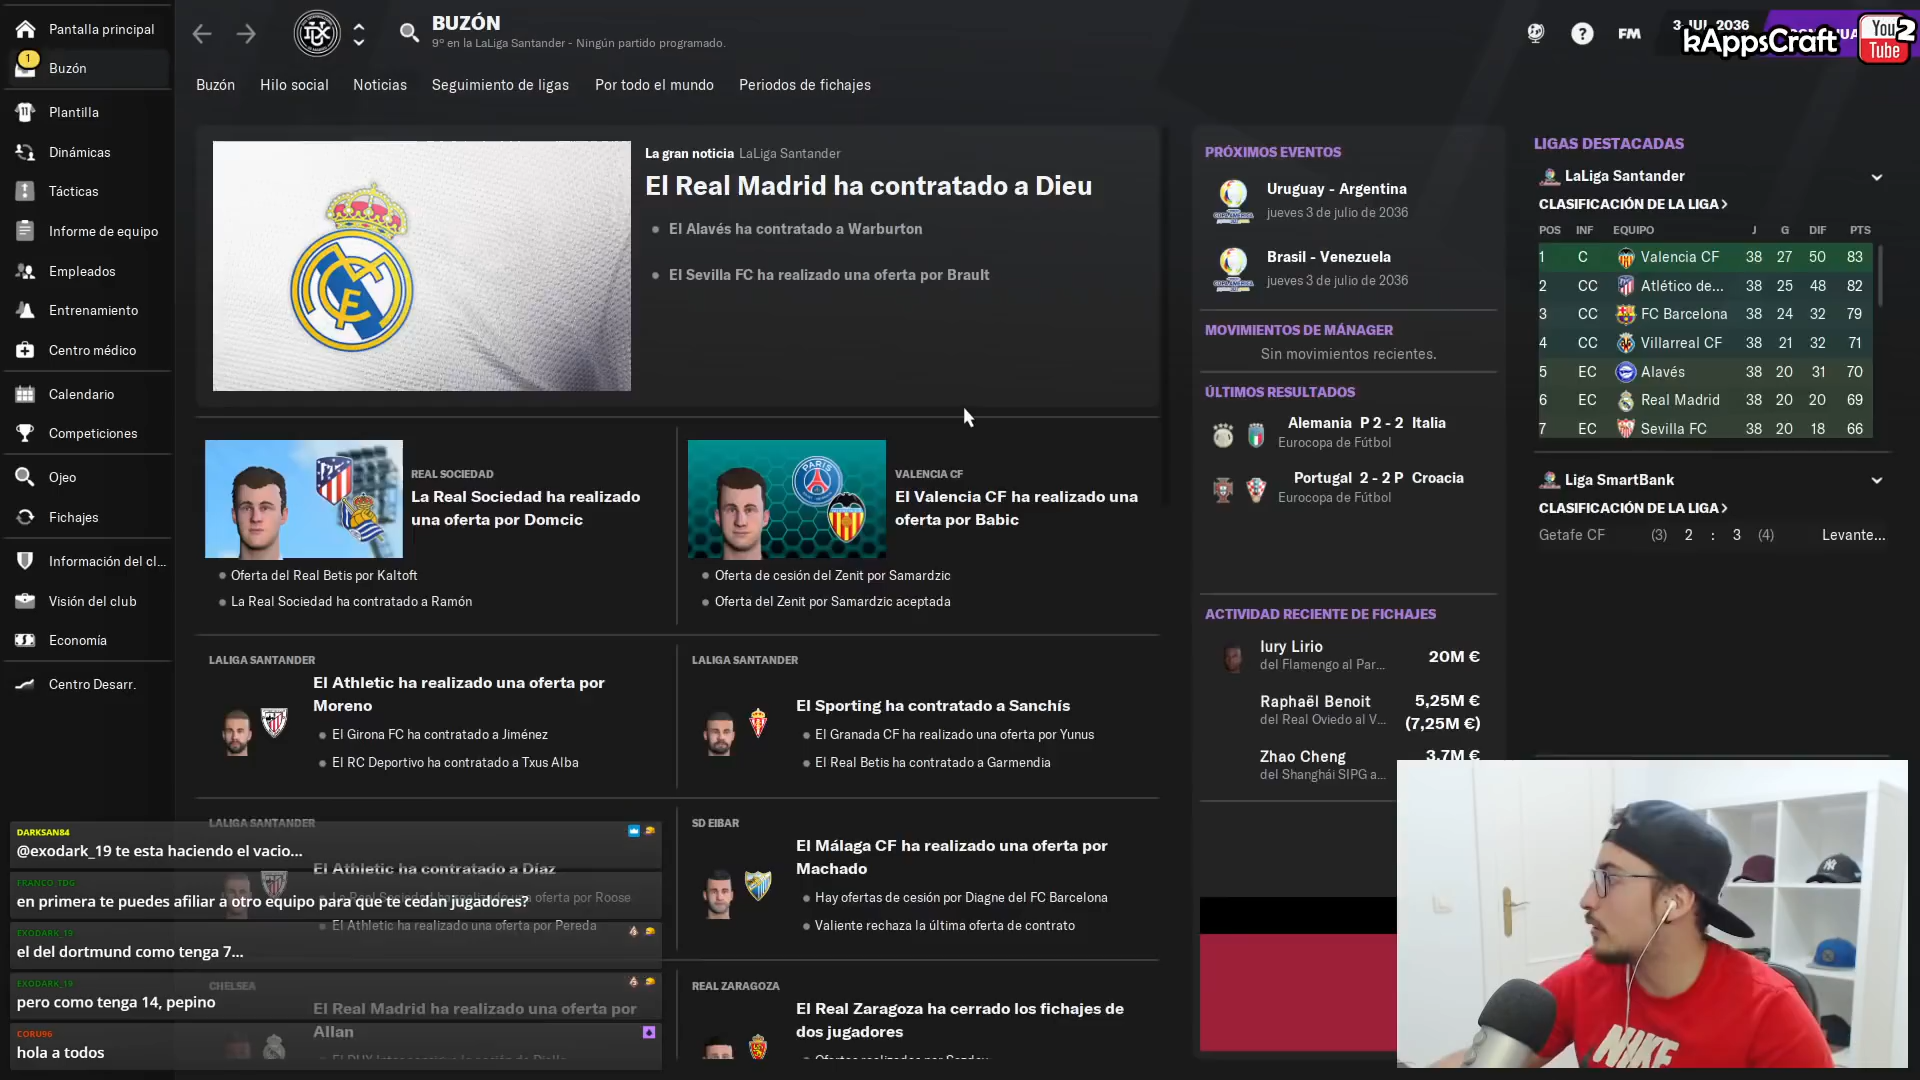 Pantalla principal
1
Buzón
Plantilla
Dinámicas
Tácticas
Informe de equipo
Empleados
Entrenamiento
Centro médico
Calendario
Competiciones
Ojeo
Fichajes
Información del cl...
Visión del club
Economía
Centro Desarr.
BUZÓN
9º en la LaLiga Santander - Ningún partido programado.
FM
2036
kAppsCraft
You 2
Tube
Buzón
Hilo social
Noticias
Seguimiento de ligas
Por todo el mundo
Periodos de fichajes
La gran noticia LaLiga Santander
El Real Madrid ha contratado a Dieu
El Alavés ha contratado a Warburton
El Sevilla FC ha realizado una oferta por Brault
REAL SOCIEDAD
La Real Sociedad ha realizado
una oferta por Domcic
Oferta del Real Betis por Kaltoft
La Real Sociedad ha contratado a Ramón
PARIS
VALENCIA CF
El Valencia CF ha realizado una
oferta por Babic
Oferta de cesión del Zenit por Samardzic
Oferta del Zenit por Samardzic aceptada
LALIGA SANTANDER
El Athletic ha realizado una oferta por
Moreno
El Girona FC ha contratado a Jiménez
El RC Deportivo ha contratado a Txus Alba
LALIGA SANTANDER
El Sporting ha contratado a Sanchís
El Granada CF ha realizado una oferta por Yunus
El Real Betis ha contratado a Garmendia
LALIGA SANTANDER
El Athletic ha contratado a Díaz
La Real Sociedad ha realizado una oferta por Roose
El Athletic ha realizado una oferta por Pereda
SD EIBAR
El Málaga CF ha realizado una oferta por
Machado
Hay ofertas de cesión por Diagne del FC Barcelona
Valiente rechaza la última oferta de contrato
CHELSEA
El Real Madrid ha realizado una oferta por
Allan
REAL ZARAGOZA
El Real Zaragoza ha cerrado los fichajes de
dos jugadores
DARKSAN84
@exodark_19 te esta haciendo el vacio...
FRANCO_TDG
en primera te puedes afiliar a otro equipo para que te cedan jugadores?
EXODARK_19
el del dortmund como tenga 7...
EXODARK_19
pero como tenga 14, pepino
CORU96
hola a todos
PRÓXIMOS EVENTOS
Uruguay - Argentina
jueves 3 de julio de 2036
Brasil - Venezuela
jueves 3 de julio de 2036
MOVIMIENTOS DE MÁNAGER
Sin movimientos recientes.
ÚLTIMOS RESULTADOS
Alemania P 2 - 2 Italia
Eurocopa de Fútbol
Portugal 2 - 2 P Croacia
Eurocopa de Fútbol
ACTIVIDAD RECIENTE DE FICHAJES
Iury Lirio 20M €
del Flamengo al Par...
Raphaël Benoit 5,25M €
del Real Oviedo al V... (7,25M €)
Zhao Cheng 3,7M €
del Shanghái SIPG a...
LIGAS DESTACADAS
LaLiga Santander
CLASIFICACIÓN DE LA LIGA >
POS INF EQUIPO J G DIF PTS
1 C Valencia CF 38 27 50 83
2 CC Atlético de... 38 25 48 82
3 CC FC Barcelona 38 24 32 79
4 CC Villarreal CF 38 21 32 71
5 EC Alavés 38 20 31 70
6 EC Real Madrid 38 20 20 69
7 EC Sevilla FC 38 20 18 66
Liga SmartBank
CLASIFICACIÓN DE LA LIGA >
Getafe CF (3) 2 : 3 (4) Levante...
NIKE